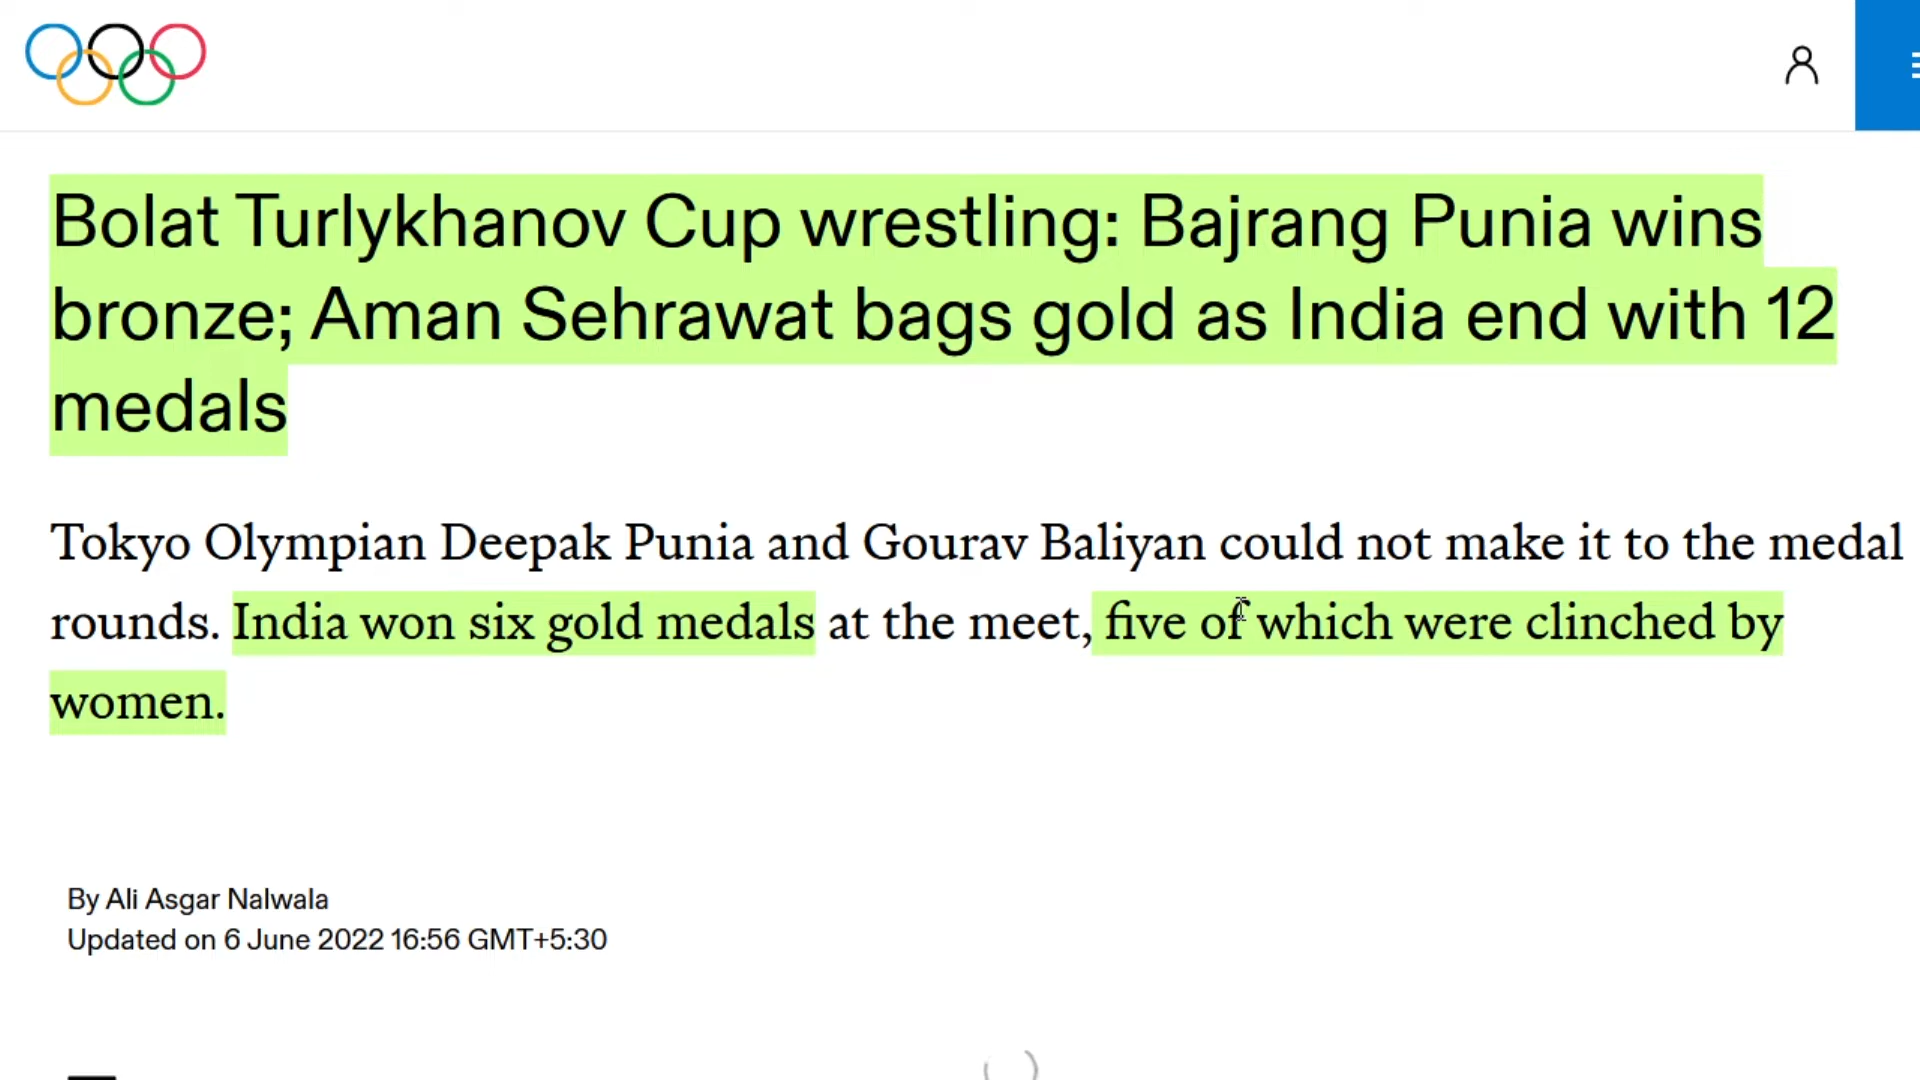 Bolat Turlykhanov Cup wrestling: Bajrang Punia wins
bronze; Aman Sehrawat bags gold as India end with 12
medals
Tokyo Olympian Deepak Punia and Gourav Baliyan could not make it to the medal
rounds. India won six gold medals at the meet, five of which were clinched by
women.
By Ali Asgar Nalwala
Updated on 6 June 2022 16:56 GMT+5:30